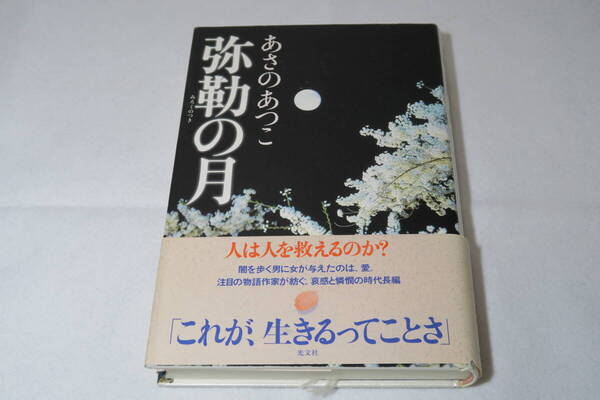 あさのあつこ
弥勒の月
みろくのつき
人は人を救えるのか?
闇を歩く男に女が与えたのは、愛。
注目の物語作家が紡ぐ、哀感と憐憫の時代長編
「これが、生きるってことさ」
光文社